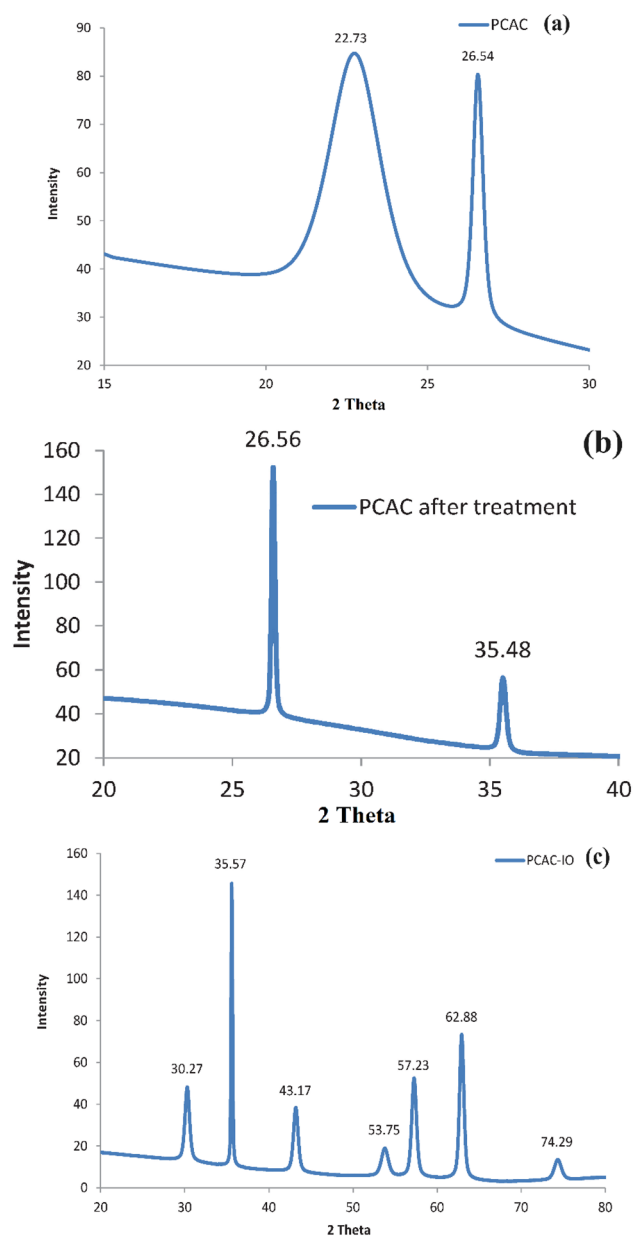 PCAC (a)
22.73
26.54
90
80
70
60
50
40
30
20
Intensity
15 20 25 30
2 Theta
(b)
26.56
PCAC after treatment
35.48
160
140
120
100
80
60
40
20
Intensity
20 25 30 35 40
2 Theta
PCAC-IO (c)
35.57
30.27
43.17
53.75
57.23
62.88
74.29
160
140
120
100
80
60
40
20
0
Intensity
20 30 40 50 60 70 80
2 Theta